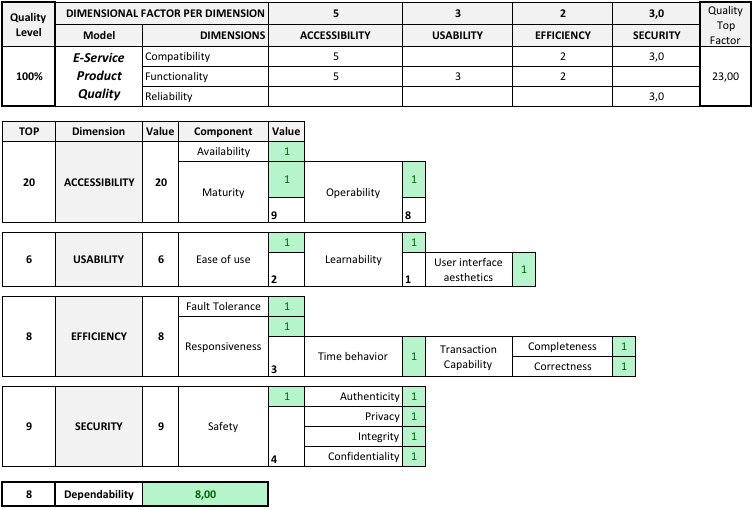 Quality Level DIMENSIONAL FACTOR PER DIMENSION 5 3 2 3,0 Quality Top Factor
Model DIMENSIONS ACCESSIBILITY USABILITY EFFICIENCY SECURITY
100% E-Service Product Quality Compatibility 5 2 3,0 23,00
Functionality 5 3 2
Reliability 3,0
TOP Dimension Value Component Value
20 ACCESSIBILITY 20 Availability 1
Maturity 1 Operability 1
9 8
6 USABILITY 6 Ease of use 1 Learnability 1
2 1 User interface aesthetics 1
8 EFFICIENCY 8 Fault Tolerance 1
Responsiveness 1
3 Time behavior 1 Transaction Capability Completeness 1
Correctness 1
9 SECURITY 9 Safety 1 Authenticity 1
Privacy 1
Integrity 1
4 Confidentiality 1
8 Dependability 8,00